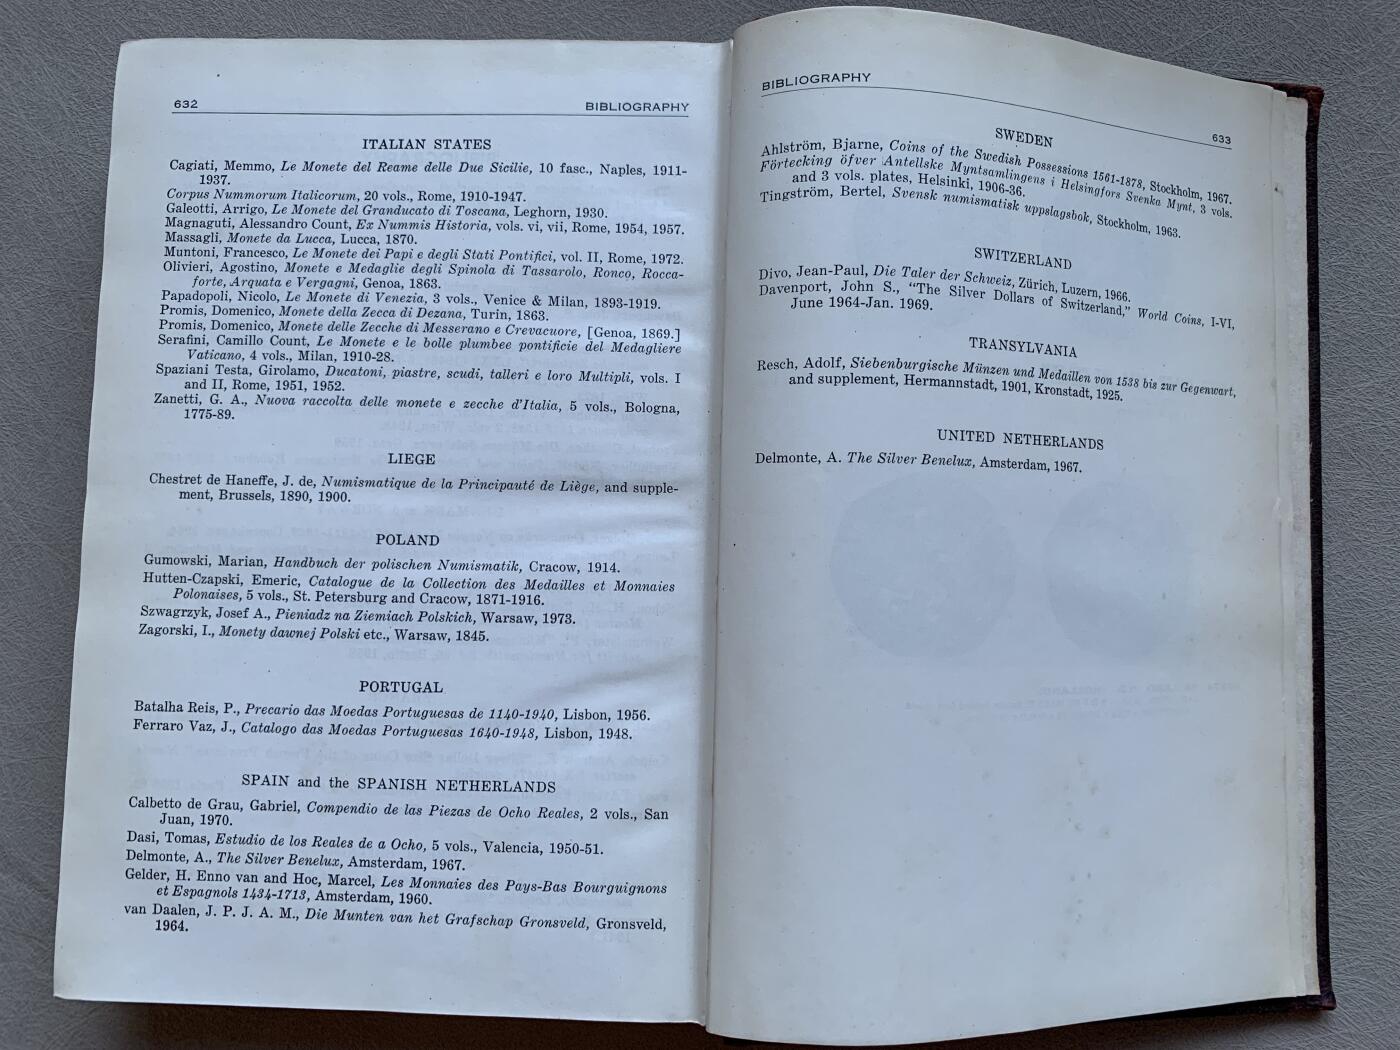 632 BIBLIOGRAPHY
ITALIAN STATES
Cagiati, Memmo, Le Monete del Reame delle Due Sicilie, 10 fasc., Naples, 1911-
1937.
Corpus Nummorum Italicorum, 20 vols., Rome, 1910-1947.
Galeotti, Arrigo, Le Monete del Granducato di Toscana, Leghorn, 1930.
Magnaguti, Alessandro Count, Ex Nummis Historia, vols. vi, vii, Rome, 1954, 1957.
Massagli, Monete da Lucca, Lucca, 1870.
Muntoni, Francesco, Le Monete dei Papi e degli Stati Pontifici, vol. II, Rome, 1972.
Olivieri, Agostino, Monete e Medaglie degli Spinola di Tassarolo, Ronco, Rocca-
forte, Arquata e Vergagni, Genoa, 1863.
Papadopoli, Nicolo, Le Monete di Venezia, 3 vols., Venice & Milan, 1893-1919.
Promis, Domenico, Monete della Zecca di Dezana, Turin, 1863.
Promis, Domenico, Monete delle Zecche di Messerano e Crevacuore, [Genoa, 1869.]
Serafini, Camillo Count, Le Monete e le bolle plumbee pontificie del Medagliere
Vaticano, 4 vols., Milan, 1910-28.
Spaziani Testa, Girolamo, Ducatoni, piastre, scudi, talleri e loro Multipli, vols. I
and II, Rome, 1951, 1952.
Zanetti, G. A., Nuova raccolta delle monete e zecche d'Italia, 5 vols., Bologna,
1775-89.
LIEGE
Chestret de Haneffe, J. de, Numismatique de la Principauté de Liège, and supple-
ment, Brussels, 1890, 1900.
POLAND
Gumowski, Marian, Handbuch der polischen Numismatik, Cracow, 1914.
Hutten-Czapski, Emeric, Catalogue de la Collection des Medailles et Monnaies
Polonaises, 5 vols., St. Petersburg and Cracow, 1871-1916.
Szwagrzyk, Josef A., Pieniadz na Ziemiach Polskich, Warsaw, 1973.
Zagorski, I., Monety dawnej Polski etc., Warsaw, 1845.
PORTUGAL
Batalha Reis, P., Precario das Moedas Portuguesas de 1140-1940, Lisbon, 1956.
Ferraro Vaz, J., Catalogo das Moedas Portuguesas 1640-1948, Lisbon, 1948.
SPAIN and the SPANISH NETHERLANDS
Calbetto de Grau, Gabriel, Compendio de las Piezas de Ocho Reales, 2 vols., San
Juan, 1970.
Dasi, Tomas, Estudio de los Reales de a Ocho, 5 vols., Valencia, 1950-51.
Delmonte, A., The Silver Benelux, Amsterdam, 1967.
Gelder, H. Enno van and Hoc, Marcel, Les Monnaies des Pays-Bas Bourguignons
et Espagnols 1434-1713, Amsterdam, 1960.
van Daalen, J. P. J. A. M., Die Munten van het Grafschap Gronsveld, Gronsveld,
1964.
BIBLIOGRAPHY 633
SWEDEN
Ahlström, Bjarne, Coins of the Swedish Possessions 1561-1878, Stockholm, 1967.
Förtecking öfver Antellske Myntsamlingens i Helsingfors Svenka Mynt, 3 vols.
and 3 vols. plates, Helsinki, 1906-36.
Tingström, Bertel, Svensk numismatisk uppslagsbok, Stockholm, 1963.
SWITZERLAND
Divo, Jean-Paul, Die Taler der Schweiz, Zürich, Luzern, 1966.
Davenport, John S., "The Silver Dollars of Switzerland," World Coins, I-VI,
June 1964-Jan. 1969.
TRANSYLVANIA
Resch, Adolf, Siebenburgische Münzen und Medaillen von 1538 bis zur Gegenwart,
and supplement, Hermannstadt, 1901, Kronstadt, 1925.
UNITED NETHERLANDS
Delmonte, A. The Silver Benelux, Amsterdam, 1967.